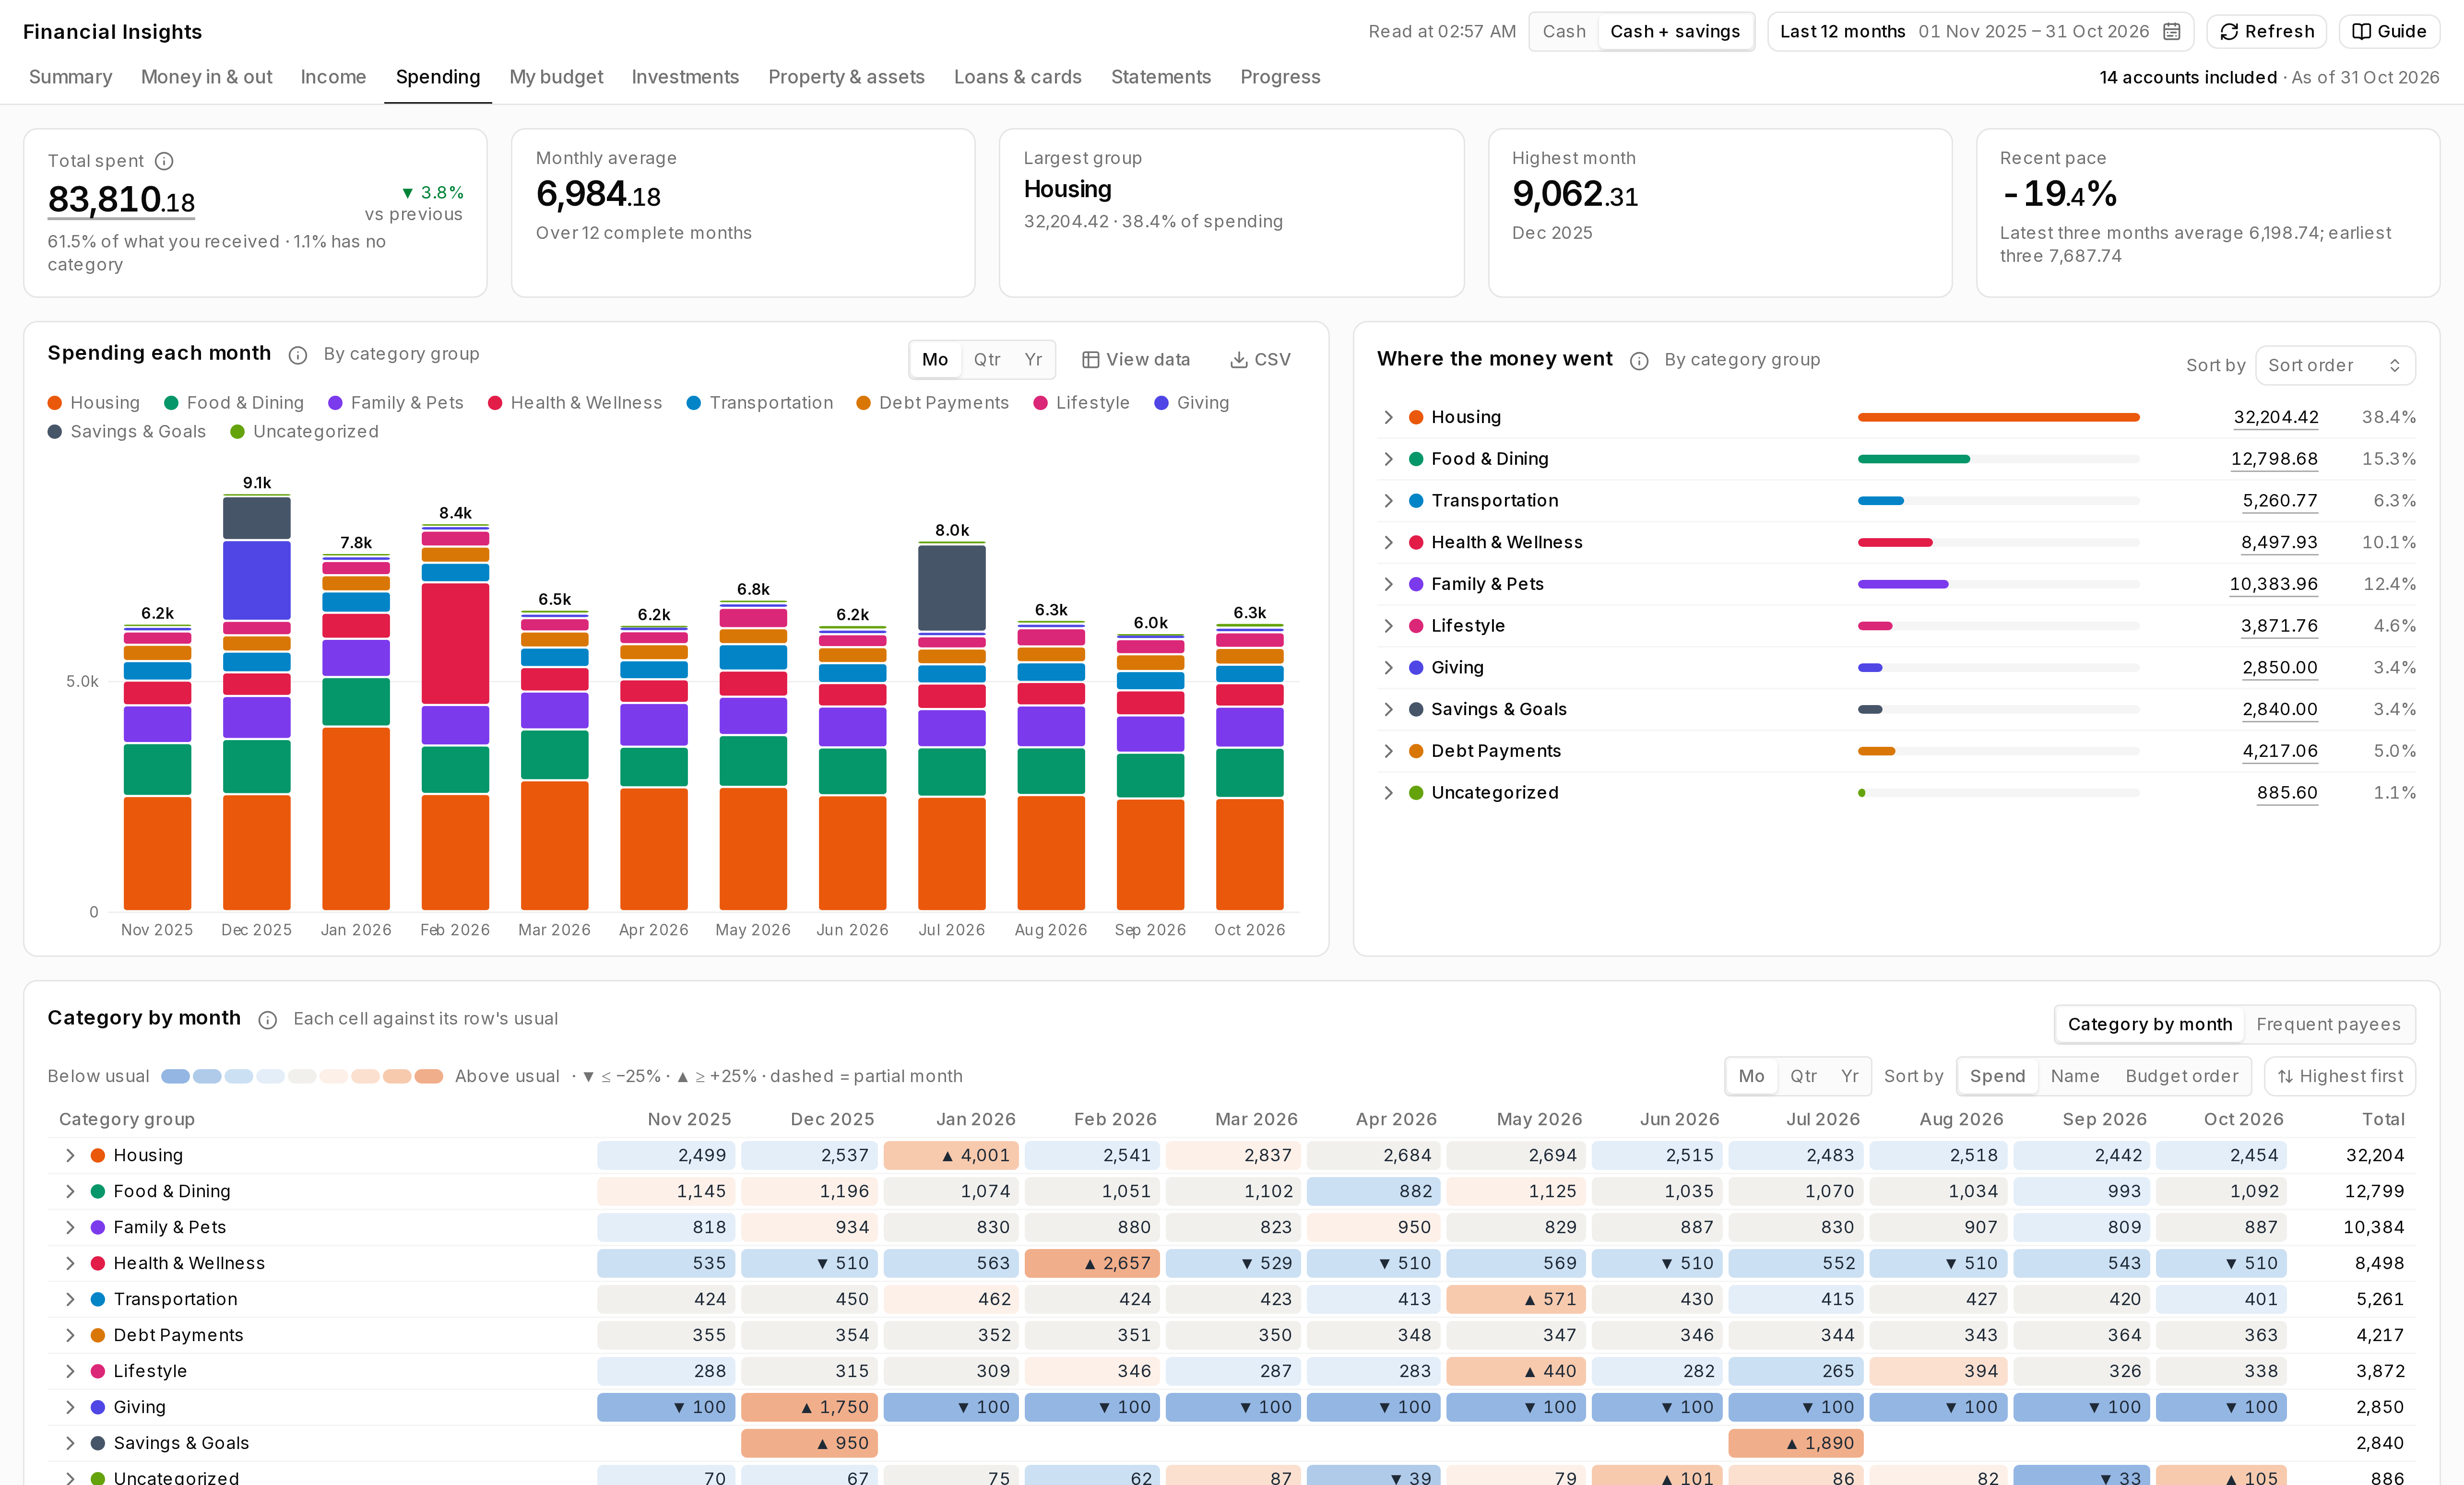 Financial Insights
Read at 02:57 AM Cash Cash + savings Last 12 months 01 Nov 2025 – 31 Oct 2026 Refresh Guide
Summary Money in & out Income Spending My budget Investments Property & assets Loans & cards Statements Progress 14 accounts included · As of 31 Oct 2026
Total spent
83,810.18
▼ 3.8%
vs previous
61.5% of what you received · 1.1% has no
category
Monthly average
6,984.18
Over 12 complete months
Largest group
Housing
32,204.42 · 38.4% of spending
Highest month
9,062.31
Dec 2025
Recent pace
-19.4%
Latest three months average 6,198.74; earliest
three 7,687.74
Spending each month By category group Mo Qtr Yr View data CSV
Housing Food & Dining Family & Pets Health & Wellness Transportation Debt Payments Lifestyle Giving
Savings & Goals Uncategorized
9.1k
8.4k
8.0k
7.8k
6.8k
6.5k
6.2k 6.2k 6.2k 6.3k 6.0k 6.3k
5.0k
0
Nov 2025 Dec 2025 Jan 2026 Feb 2026 Mar 2026 Apr 2026 May 2026 Jun 2026 Jul 2026 Aug 2026 Sep 2026 Oct 2026
Where the money went By category group Sort by Sort order
Housing 32,204.42 38.4%
Food & Dining 12,798.68 15.3%
Transportation 5,260.77 6.3%
Health & Wellness 8,497.93 10.1%
Family & Pets 10,383.96 12.4%
Lifestyle 3,871.76 4.6%
Giving 2,850.00 3.4%
Savings & Goals 2,840.00 3.4%
Debt Payments 4,217.06 5.0%
Uncategorized 885.60 1.1%
Category by month Each cell against its row's usual Category by month Frequent payees
Below usual Above usual · ▼ ≤ −25% · ▲ ≥ +25% · dashed = partial month Mo Qtr Yr Sort by Spend Name Budget order Highest first
Category group Nov 2025 Dec 2025 Jan 2026 Feb 2026 Mar 2026 Apr 2026 May 2026 Jun 2026 Jul 2026 Aug 2026 Sep 2026 Oct 2026 Total
Housing 2,499 2,537 ▲ 4,001 2,541 2,837 2,684 2,694 2,515 2,483 2,518 2,442 2,454 32,204
Food & Dining 1,145 1,196 1,074 1,051 1,102 882 1,125 1,035 1,070 1,034 993 1,092 12,799
Family & Pets 818 934 830 880 823 950 829 887 830 907 809 887 10,384
Health & Wellness 535 ▼ 510 563 ▲ 2,657 ▼ 529 ▼ 510 569 ▼ 510 552 ▼ 510 543 ▼ 510 8,498
Transportation 424 450 462 424 423 413 ▲ 571 430 415 427 420 401 5,261
Debt Payments 355 354 352 351 350 348 347 346 344 343 364 363 4,217
Lifestyle 288 315 309 346 287 283 ▲ 440 282 265 394 326 338 3,872
Giving ▼ 100 ▲ 1,750 ▼ 100 ▼ 100 ▼ 100 ▼ 100 ▼ 100 ▼ 100 ▼ 100 ▼ 100 ▼ 100 ▼ 100 2,850
Savings & Goals ▲ 950 ▲ 1,890 2,840
Uncategorized 70 67 75 62 87 ▼ 39 79 ▲ 101 86 82 ▼ 33 ▲ 105 886